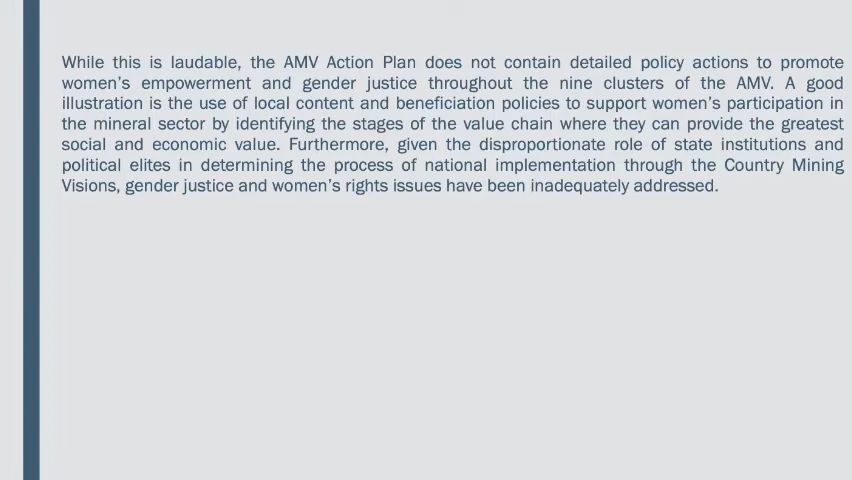 While this is laudable, the AMV Action Plan does not contain detailed policy actions to promote
women’s empowerment and gender justice throughout the nine clusters of the AMV. A good
illustration is the use of local content and beneficiation policies to support women’s participation in
the mineral sector by identifying the stages of the value chain where they can provide the greatest
social and economic value. Furthermore, given the disproportionate role of state institutions and
political elites in determining the process of national implementation through the Country Mining
Visions, gender justice and women’s rights issues have been inadequately addressed.